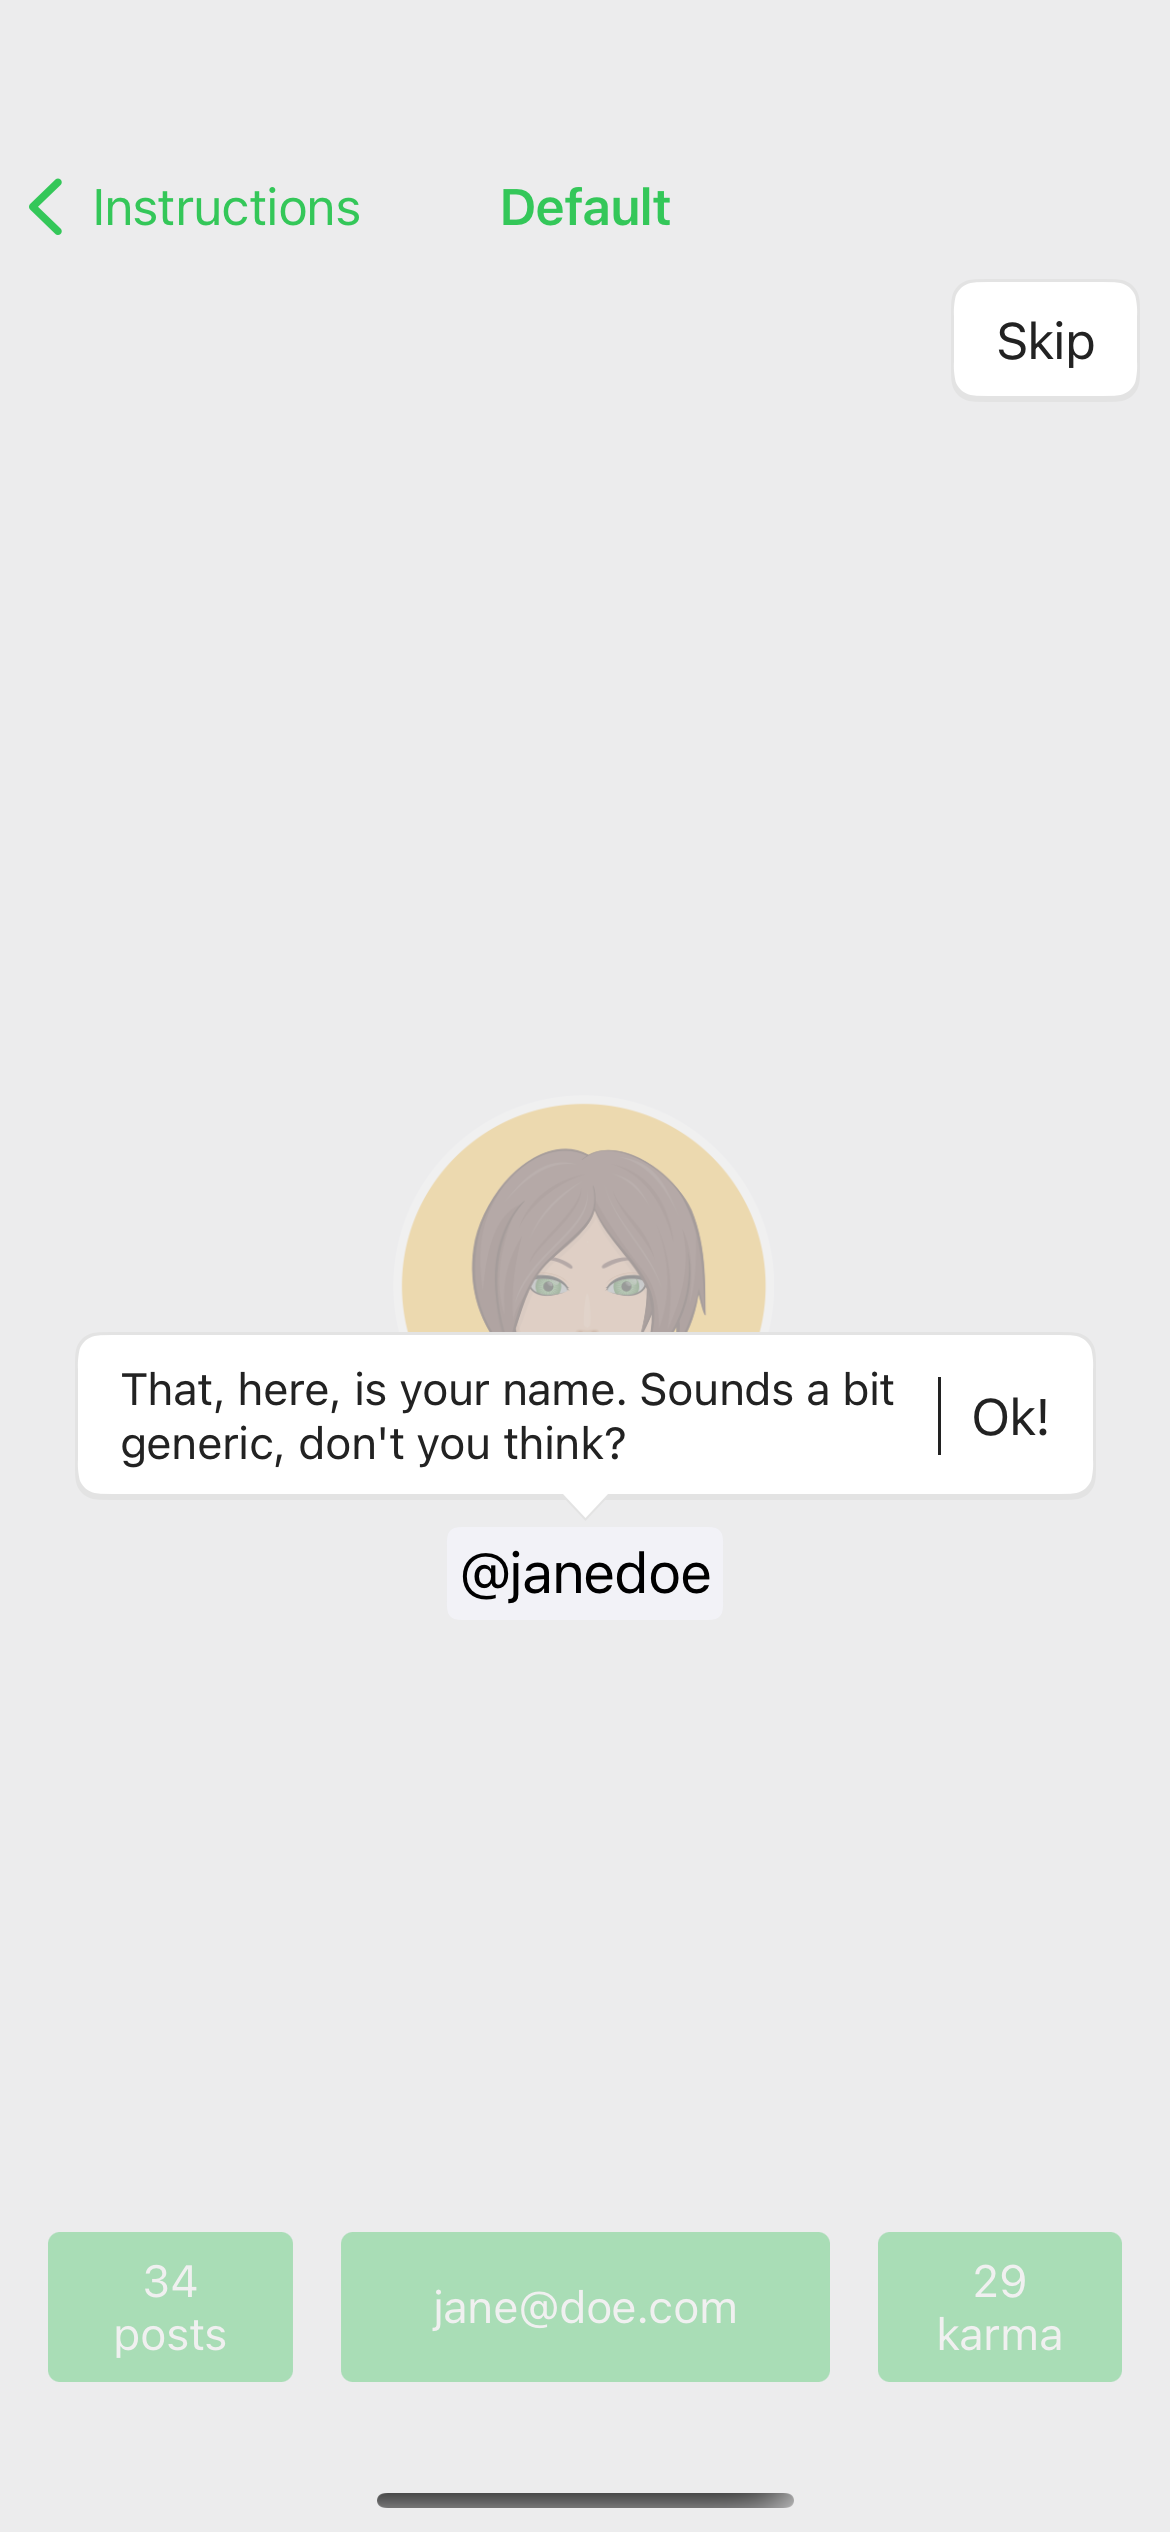 Instructions
Default
Skip
That, here, is your name. Sounds a bit
generic, don't you think?
Ok!
@janedoe
34
posts
jane@doe.com
29
karma